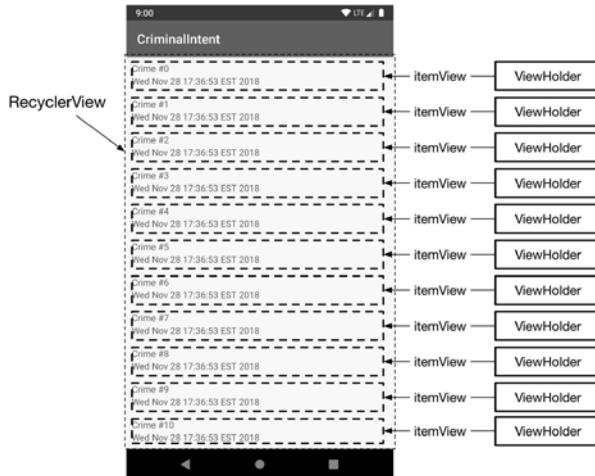 9:00 LTE
CriminalIntent
RecyclerView
Crime #0
Wed Nov 28 17:36:53 EST 2018
itemView ViewHolder
Crime #1
Wed Nov 28 17:36:53 EST 2018
itemView ViewHolder
Crime #2
Wed Nov 28 17:36:53 EST 2018
itemView ViewHolder
Crime #3
Wed Nov 28 17:36:53 EST 2018
itemView ViewHolder
Crime #4
Wed Nov 28 17:36:53 EST 2018
itemView ViewHolder
Crime #5
Wed Nov 28 17:36:53 EST 2018
itemView ViewHolder
Crime #6
Wed Nov 28 17:36:53 EST 2018
itemView ViewHolder
Crime #7
Wed Nov 28 17:36:53 EST 2018
itemView ViewHolder
Crime #8
Wed Nov 28 17:36:53 EST 2018
itemView ViewHolder
Crime #9
Wed Nov 28 17:36:53 EST 2018
itemView ViewHolder
Crime #10
Wed Nov 28 17:36:53 EST 2018
itemView ViewHolder